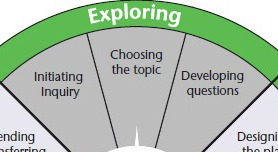 Exploring
Choosing
the topic
Initiating
Inquiry
Developing
questions